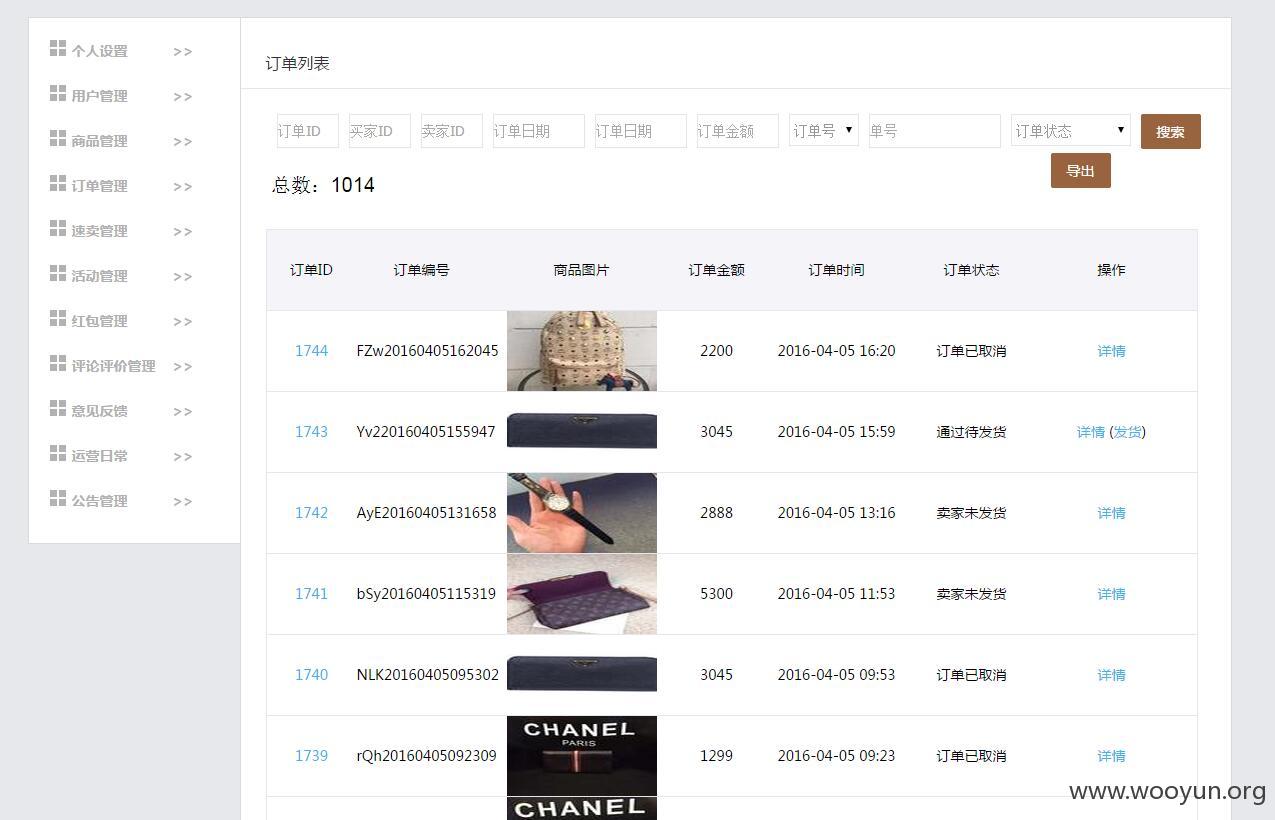 个人设置 >>
用户管理 >>
商品管理 >>
订单管理 >>
速卖管理 >>
活动管理 >>
红包管理 >>
评论评价管理 >>
意见反馈 >>
运营日常 >>
公告管理 >>
订单列表
订单ID 买家ID 卖家ID 订单日期 订单日期 订单金额 订单号 单号 订单状态 搜索
导出
总数：1014
订单ID 订单编号 商品图片 订单金额 订单时间 订单状态 操作
1744 FZw20160405162045 2200 2016-04-05 16:20 订单已取消 详情
1743 Yv220160405155947 3045 2016-04-05 15:59 通过待发货 详情 (发货)
1742 AyE20160405131658 2888 2016-04-05 13:16 卖家未发货 详情
1741 bSy20160405115319 5300 2016-04-05 11:53 卖家未发货 详情
1740 NLK20160405095302 3045 2016-04-05 09:53 订单已取消 详情
CHANEL
PARIS
1739 rQh20160405092309 1299 2016-04-05 09:23 订单已取消 详情
CHANEL
www.wooyun.org